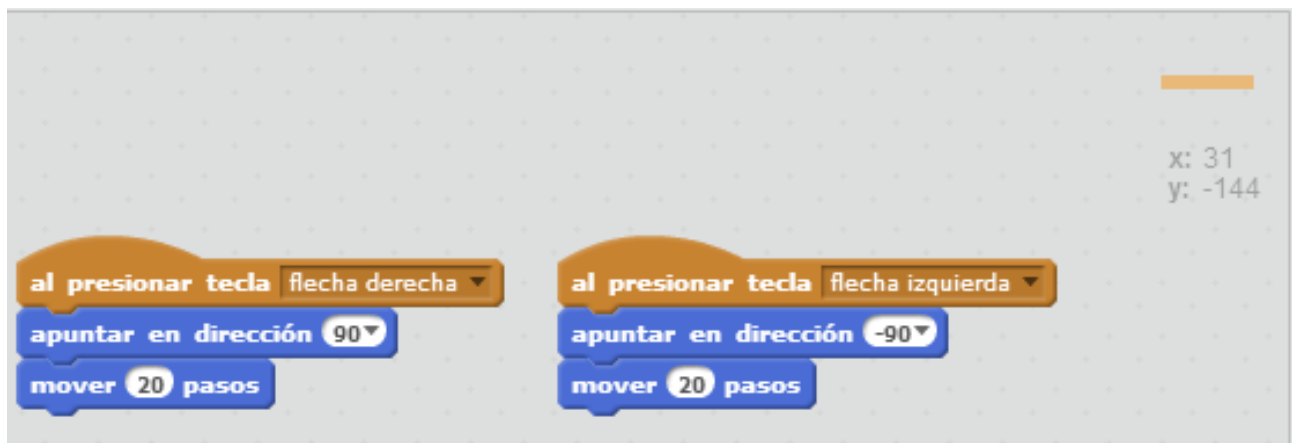 x: 31
y: -144
al presionar tecla flecha derecha
apuntar en dirección 90
mover 20 pasos
al presionar tecla flecha izquierda
apuntar en dirección -90
mover 20 pasos